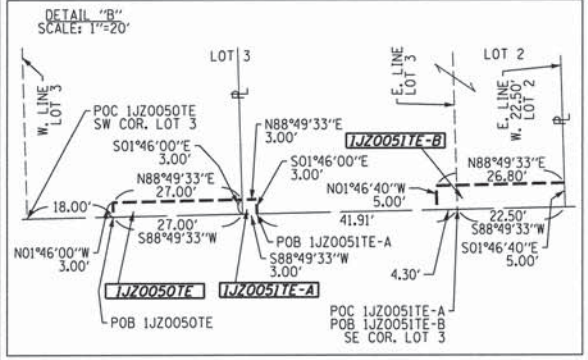 DETAIL "B"
SCALE: 1"=20'
W. LINE
LOT 3
LOT 3
PL
E. LINE
LOT 3
LOT 2
E. LINE
W. 22.50'
LOT 2
PL
POC 1JZ0050TE
SW COR. LOT 3
N88°49'33"E
3.00'
S01°46'00"E
3.00'
1JZ0051TE-B
S01°46'00"E
3.00'
N88°49'33"E
27.00'
N88°49'33"E
26.80'
N01°46'40"W
5.00'
18.00'
27.00'
S88°49'33"W
41.91'
22.50'
S88°49'33"W
N01°46'00"W
3.00'
POB 1JZ0051TE-A
S88°49'33"W
3.00'
S01°46'40"E
5.00'
4.30'
1JZ0050TE
1JZ0051TE-A
POB 1JZ0050TE
POC 1JZ0051TE-A
POB 1JZ0051TE-B
SE COR. LOT 3